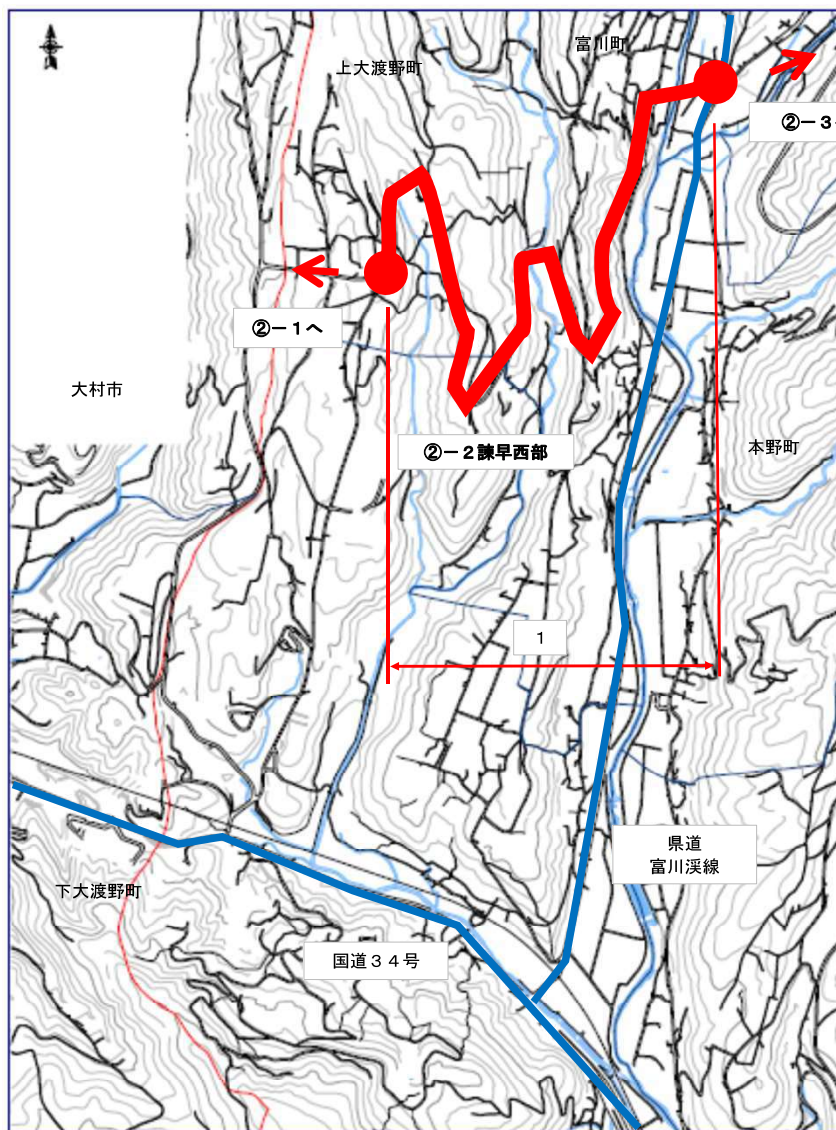 富川町
上大渡野町
②－３
②－１へ
大村市
②－２諫早西部
本野町
１
県道
富川渓線
下大渡野町
国道３４号